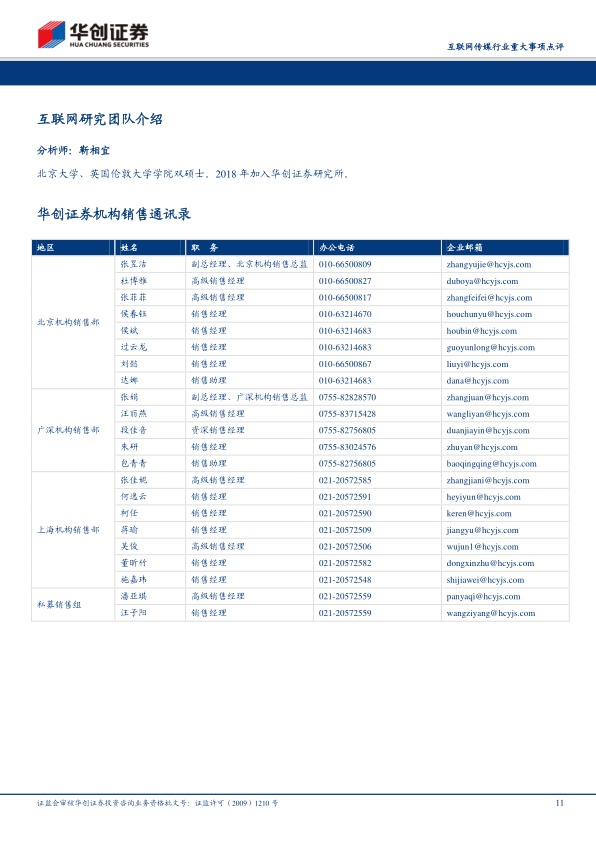 华创证券
HUA CHUANG SECURITIES
互联网传媒行业重大事项点评
互联网研究团队介绍
分析师：靳相宜
北京大学、英国伦敦大学学院双硕士。2018 年加入华创证券研究所。
华创证券机构销售通讯录
地区 姓名 职 务 办公电话 企业邮箱
北京机构销售部
张昱洁 副总经理、北京机构销售总监 010-66500809 zhangyujie@hcyjs.com
杜博雅 高级销售经理 010-66500827 duboya@hcyjs.com
张菲菲 高级销售经理 010-66500817 zhangfeifei@hcyjs.com
侯春钰 销售经理 010-63214670 houchunyu@hcyjs.com
侯斌 销售经理 010-63214683 houbin@hcyjs.com
过云龙 销售经理 010-63214683 guoyunlong@hcyjs.com
刘懿 销售经理 010-66500867 liuyi@hcyjs.com
达娜 销售助理 010-63214683 dana@hcyjs.com
广深机构销售部
张娟 副总经理、广深机构销售总监 0755-82828570 zhangjuan@hcyjs.com
汪丽燕 高级销售经理 0755-83715428 wangliyan@hcyjs.com
段佳音 资深销售经理 0755-82756805 duanjiayin@hcyjs.com
朱研 销售经理 0755-83024576 zhuyan@hcyjs.com
包青青 销售助理 0755-82756805 baoqingqing@hcyjs.com
上海机构销售部
张佳妮 高级销售经理 021-20572585 zhangjiani@hcyjs.com
何逸云 销售经理 021-20572591 heyiyun@hcyjs.com
柯任 销售经理 021-20572590 keren@hcyjs.com
蒋瑜 销售经理 021-20572509 jiangyu@hcyjs.com
吴俊 高级销售经理 021-20572506 wujun1@hcyjs.com
董昕竹 销售经理 021-20572582 dongxinzhu@hcyjs.com
施嘉玮 销售经理 021-20572548 shijiawei@hcyjs.com
私募销售组
潘亚琪 高级销售经理 021-20572559 panyaqi@hcyjs.com
汪子阳 销售经理 021-20572559 wangziyang@hcyjs.com
证监会审核华创证券投资咨询业务资格批文号：证监许可（2009）1210 号
11